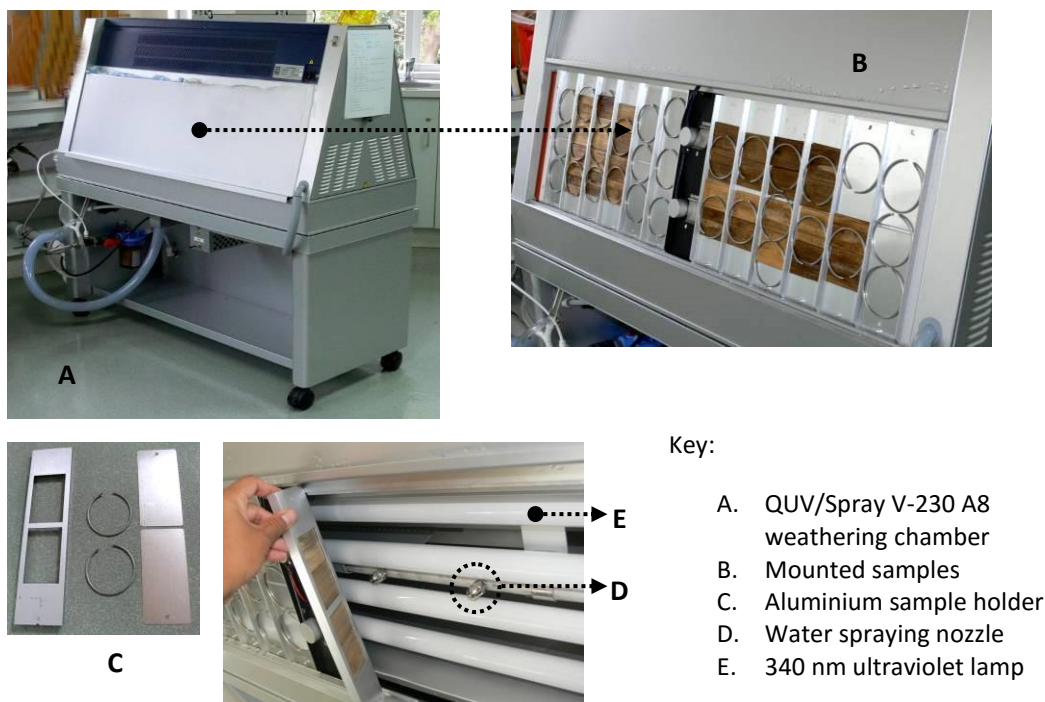 B
A
C
E
D
Key:
A. QUV/Spray V-230 A8
weathering chamber
B. Mounted samples
C. Aluminium sample holder
D. Water spraying nozzle
E. 340 nm ultraviolet lamp